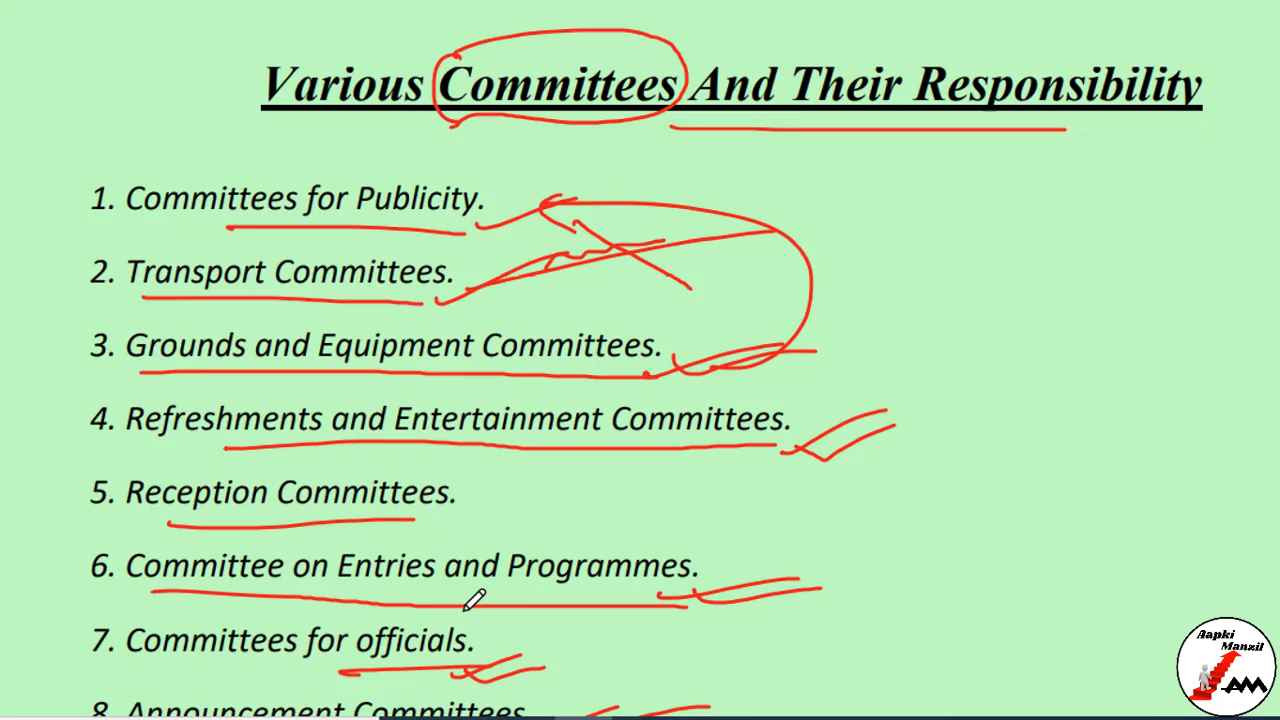 Various Committees And Their Responsibility
1. Committees for Publicity.
2. Transport Committees.
3. Grounds and Equipment Committees.
4. Refreshments and Entertainment Committees.
5. Reception Committees.
6. Committee on Entries and Programmes.
7. Committees for officials.
8. Announcement Committees.
Aapki
Manzil
AM